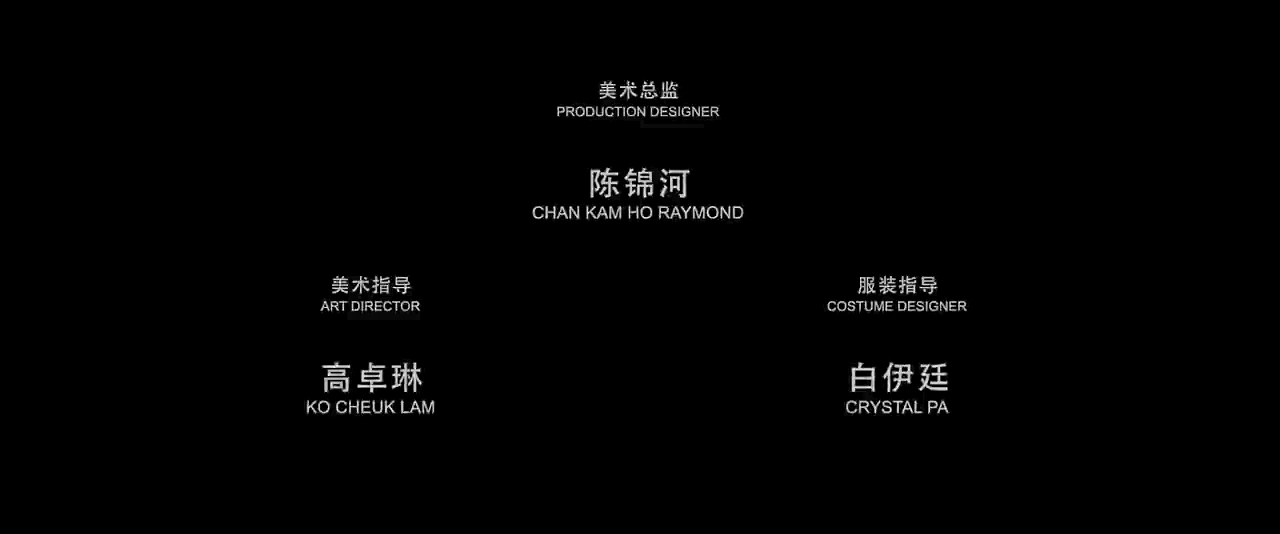 美术总监
PRODUCTION DESIGNER
陈锦河
CHAN KAM HO RAYMOND
美术指导
ART DIRECTOR
高卓琳
KO CHEUK LAM
服装指导
COSTUME DESIGNER
白伊廷
CRYSTAL PA